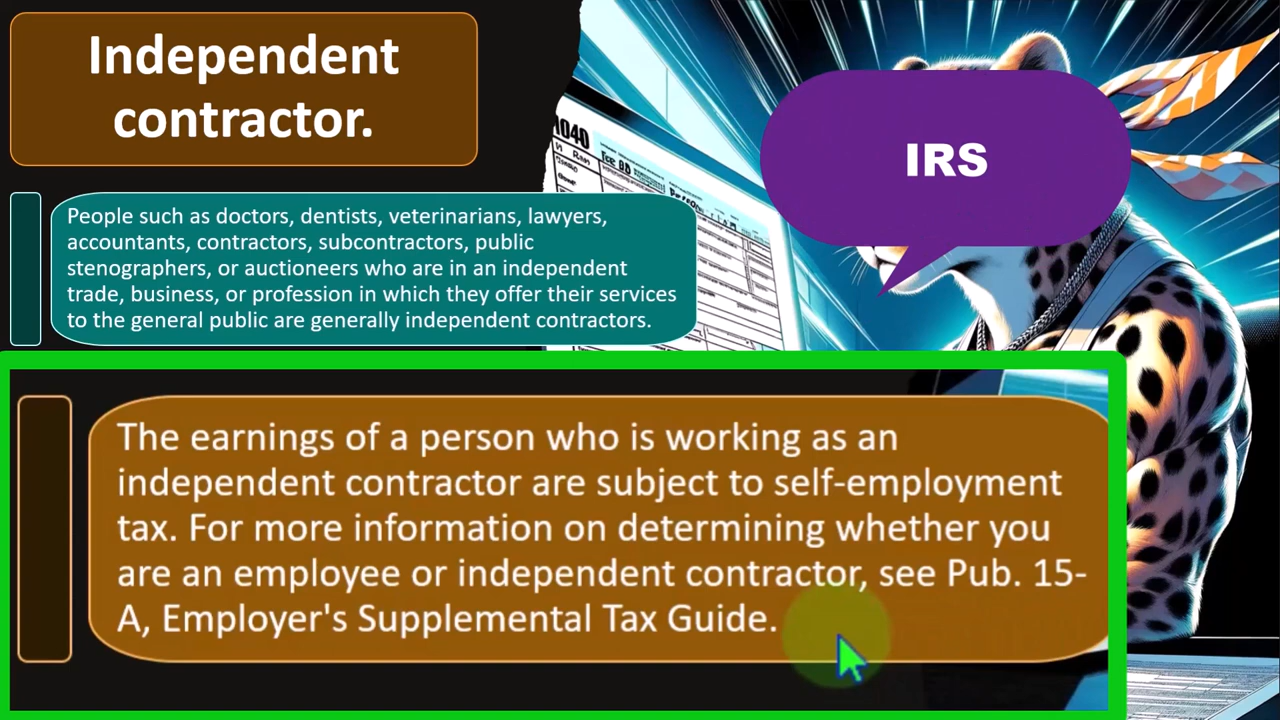 Independent
contractor.
IRS
1040
People such as doctors, dentists, veterinarians, lawyers,
accountants, contractors, subcontractors, public
stenographers, or auctioneers who are in an independent
trade, business, or profession in which they offer their services
to the general public are generally independent contractors.
The earnings of a person who is working as an
independent contractor are subject to self-employment
tax. For more information on determining whether you
are an employee or independent contractor, see Pub. 15-
A, Employer's Supplemental Tax Guide.